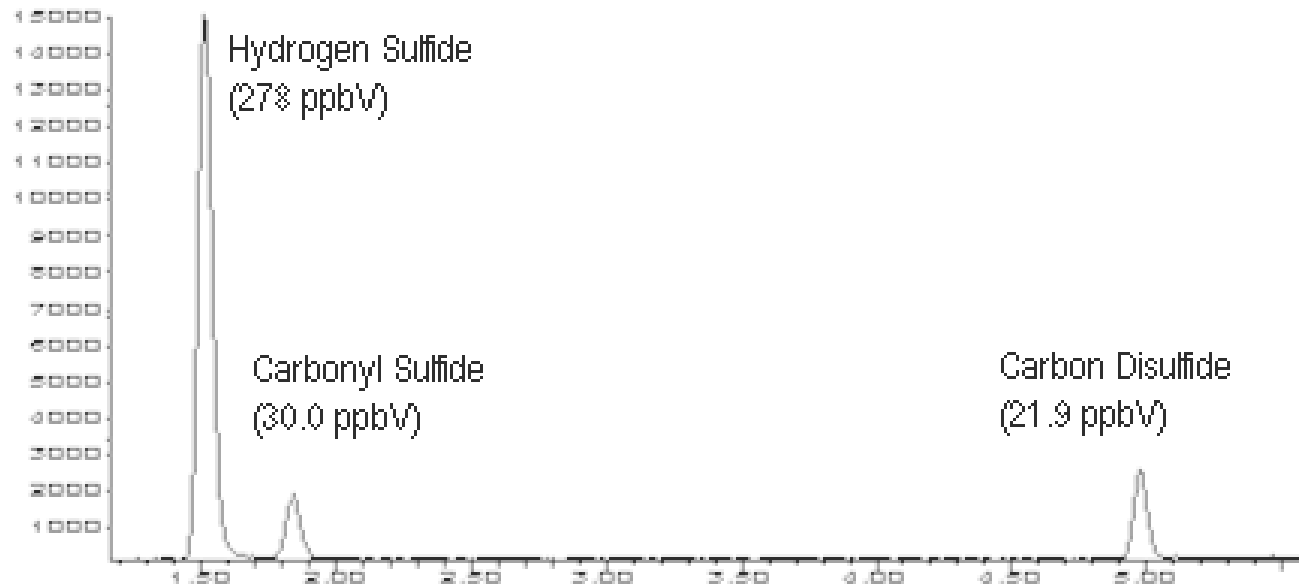 15000
14000
Hydrogen Sulfide
13000
(278 ppbV)
12000
11000
10000
9000
8000
7000
6000
Carbonyl Sulfide
Carbon Disulfide
5000
4000
(30.0 ppbV)
(21.9 ppbV)
3000
2000
1000
1.50 2.00 2.50 3.00 3.50 4.00 4.50 5.00